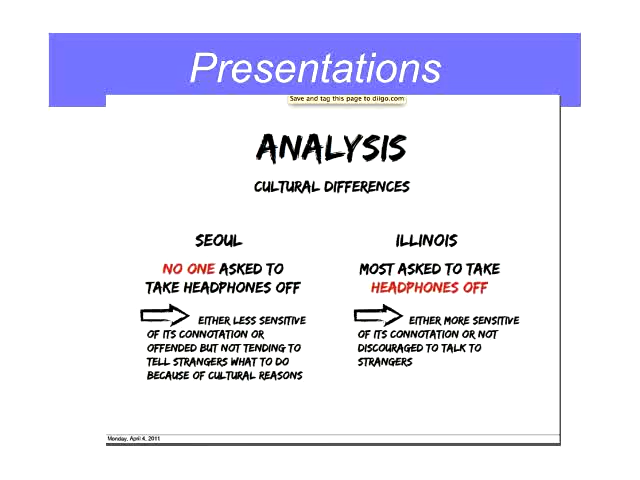 Presentations
Save and tag this page to diigo.com
ANALYSIS
CULTURAL DIFFERENCES
SEOUL
NO ONE ASKED TO
TAKE HEADPHONES OFF
EITHER LESS SENSITIVE
OF ITS CONNOTATION OR
OFFENDED BUT NOT TENDING TO
TELL STRANGERS WHAT TO DO
BECAUSE OF CULTURAL REASONS
ILLINOIS
MOST ASKED TO TAKE
HEADPHONES OFF
EITHER MORE SENSITIVE
OF ITS CONNOTATION OR NOT
DISCOURAGED TO TALK TO
STRANGERS
Monday, April 4, 2011